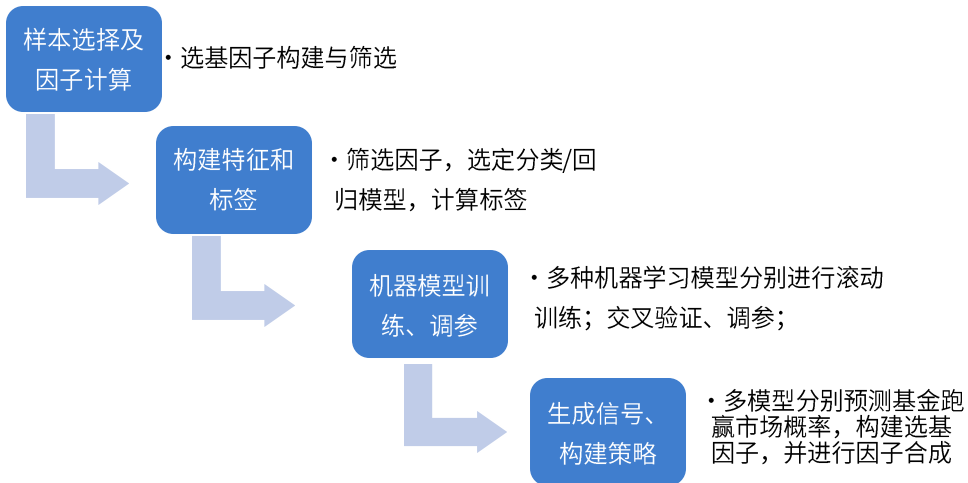 样本选择及
因子计算
·选基因子构建与筛选
构建特征和
标签
·筛选因子，选定分类/回
归模型，计算标签
机器模型训
练、调参
·多种机器学习模型分别进行滚动
训练；交叉验证、调参；
生成信号、
构建策略
·多模型分别预测基金跑
赢市场概率，构建选基
因子，并进行因子合成